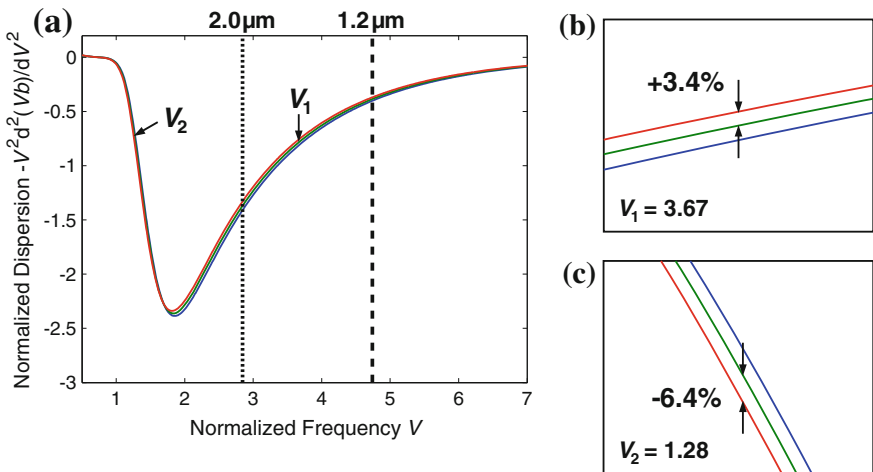 (a)
2.0μm
1.2μm
0
-0.5
-1
-1.5
-2
-2.5
-3
1
2
3
4
5
6
7
Normalized Dispersion -V²d²(Vb)/dV²
Normalized Frequency V
V₂
V₁
(b)
+3.4%
V₁ = 3.67
(c)
-6.4%
V₂ = 1.28